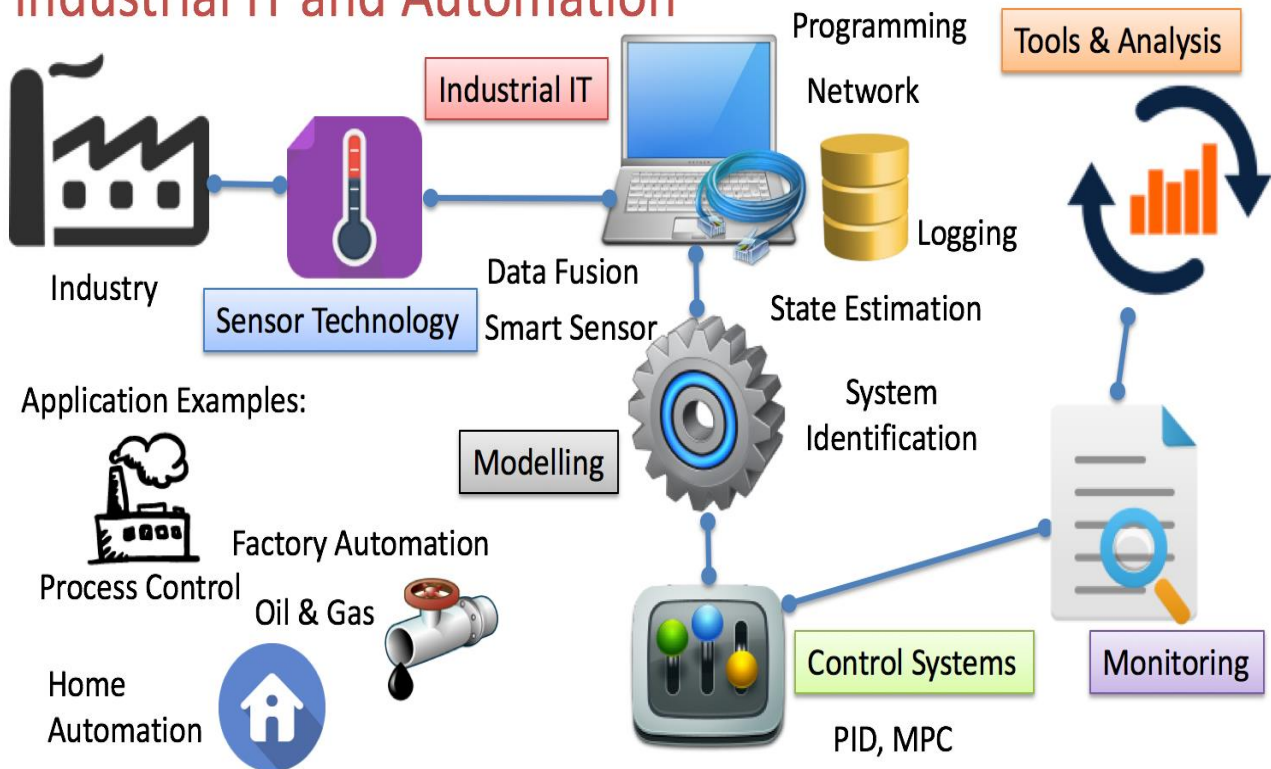 Industrial IT and Automation
Programming
Tools & Analysis
Industrial IT
Network
Logging
Industry
Data Fusion
Sensor Technology
Smart Sensor
State Estimation
Application Examples:
System
Identification
Modelling
Factory Automation
Process Control
Oil & Gas
Home
Automation
Control Systems
Monitoring
PID, MPC